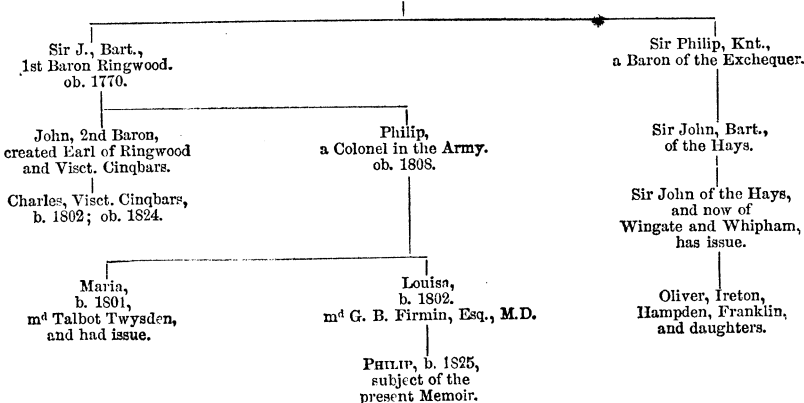 Sir J., Bart.,
1st Baron Ringwood.
ob. 1770.
Sir Philip, Knt.,
a Baron of the Exchequer.
John, 2nd Baron,
created Earl of Ringwood
and Visct. Cinqbars.
Philip,
a Colonel in the Army.
ob. 1808.
Sir John, Bart.,
of the Hays.
Charles, Visct. Cinqbars,
b. 1802; ob. 1824.
Sir John of the Hays,
and now of
Wingate and Whipham,
has issue.
Maria,
b. 1801,
md Talbot Twysden,
and had issue.
Louisa,
b. 1802.
md G. B. Firmin, Esq., M.D.
Oliver, Ireton,
Hampden, Franklin,
and daughters.
PHILIP, b. 1825,
subject of the
present Memoir.